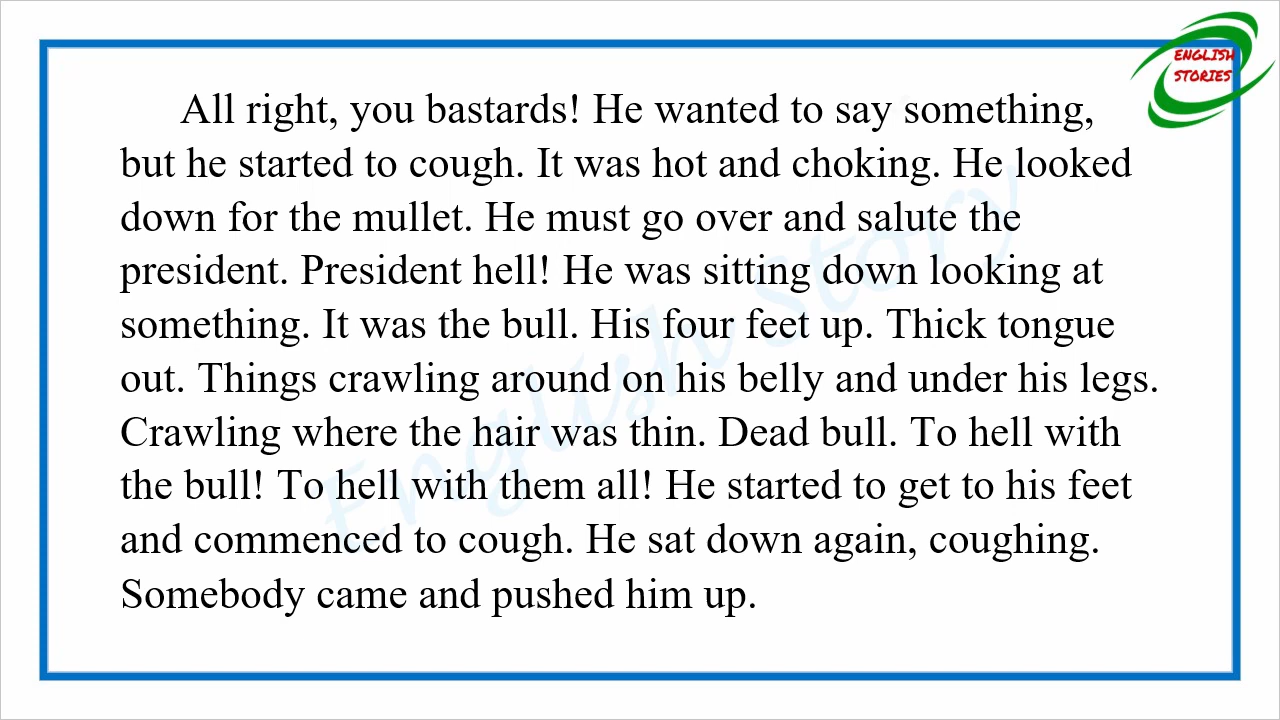 ENGLISH
STORIES
All right, you bastards! He wanted to say something,
but he started to cough. It was hot and choking. He looked
down for the mullet. He must go over and salute the
president. President hell! He was sitting down looking at
something. It was the bull. His four feet up. Thick tongue
out. Things crawling around on his belly and under his legs.
Crawling where the hair was thin. Dead bull. To hell with
the bull! To hell with them all! He started to get to his feet
and commenced to cough. He sat down again, coughing.
Somebody came and pushed him up.
English Story